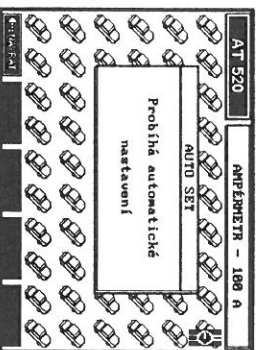 AT 520
AMPÉRMETR - 100 A
AUTO SET
Probíhá automatické
nastavení